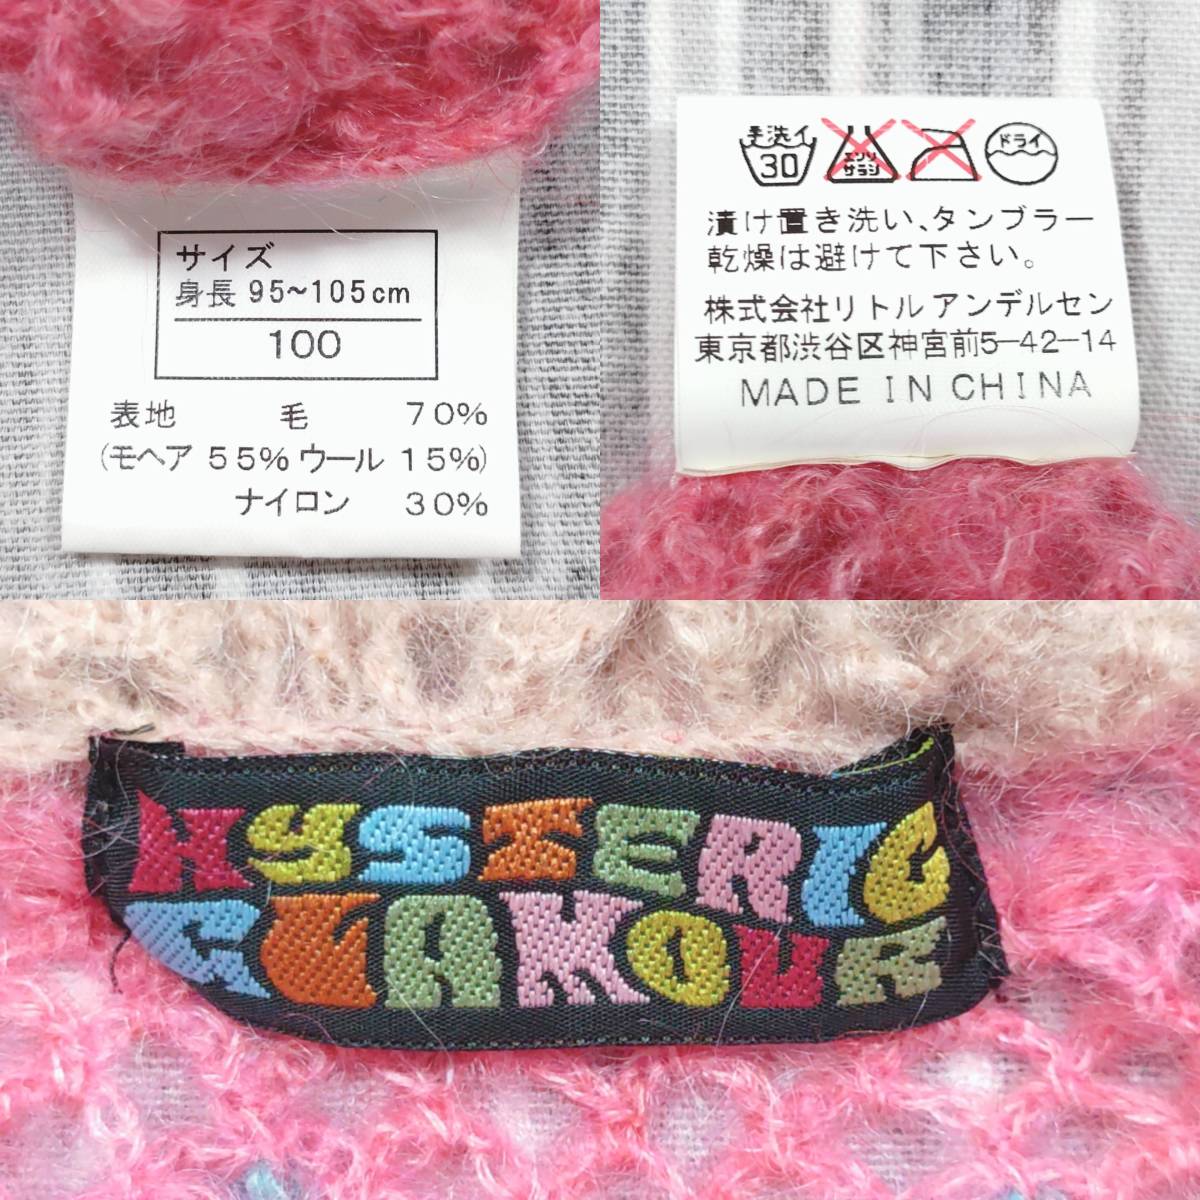 サイズ
身長 95~105cm
100
表地 毛 70%
(モヘア 55% ウール 15%)
ナイロン 30%
手洗イ
30
エンソ
サラシ
ドライ
漬け置き洗い、タンブラー
乾燥は避けて下さい。
株式会社リトルアンデルセン
東京都渋谷区神宮前5-42-14
MADE IN CHINA
HYSTERIC
GLAMOUR